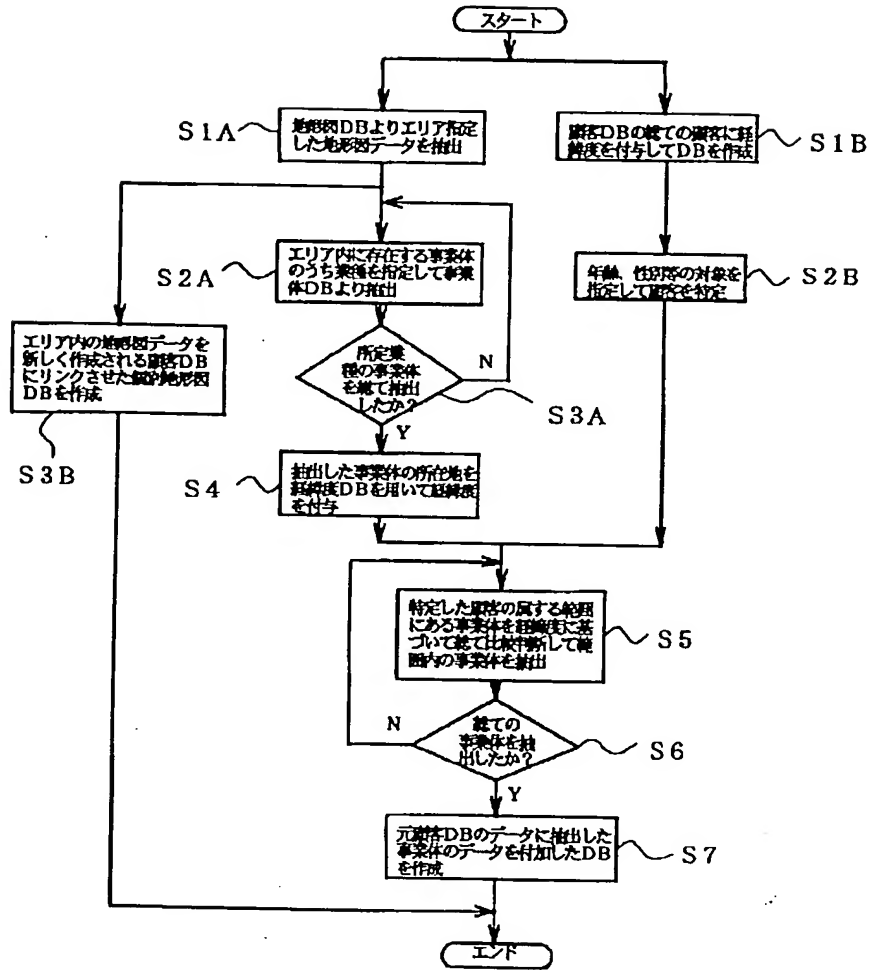 スタート
S1A
地形図DBよりエリア指定
した地形図データを抽出
顧客DBの総ての顧客に経
緯度を付与してDBを作成
S1B
S2A
エリア内に存在する事業体
のうち業種を指定して事業
体DBより抽出
年齢、性別等の対象を
指定して顧客を特定
S2B
エリア内の地形図データを
新しく作成される顧客DB
にリンクさせた個別地形図
DBを作成
S3B
所定業
種の事業体
を総て抽出
したか?
N
S3A
Y
S4
抽出した事業体の所在地を
経緯度DBを用いて経緯度
を付与
特定した顧客の属する範囲
にある事業体を経緯度に基
づいて総て比較判断して範
囲内の事業体を抽出
S5
N
総ての
事業体を抽
出したか?
S6
Y
元顧客DBのデータに抽出した
事業体のデータを付加したDB
を作成
S7
エンド